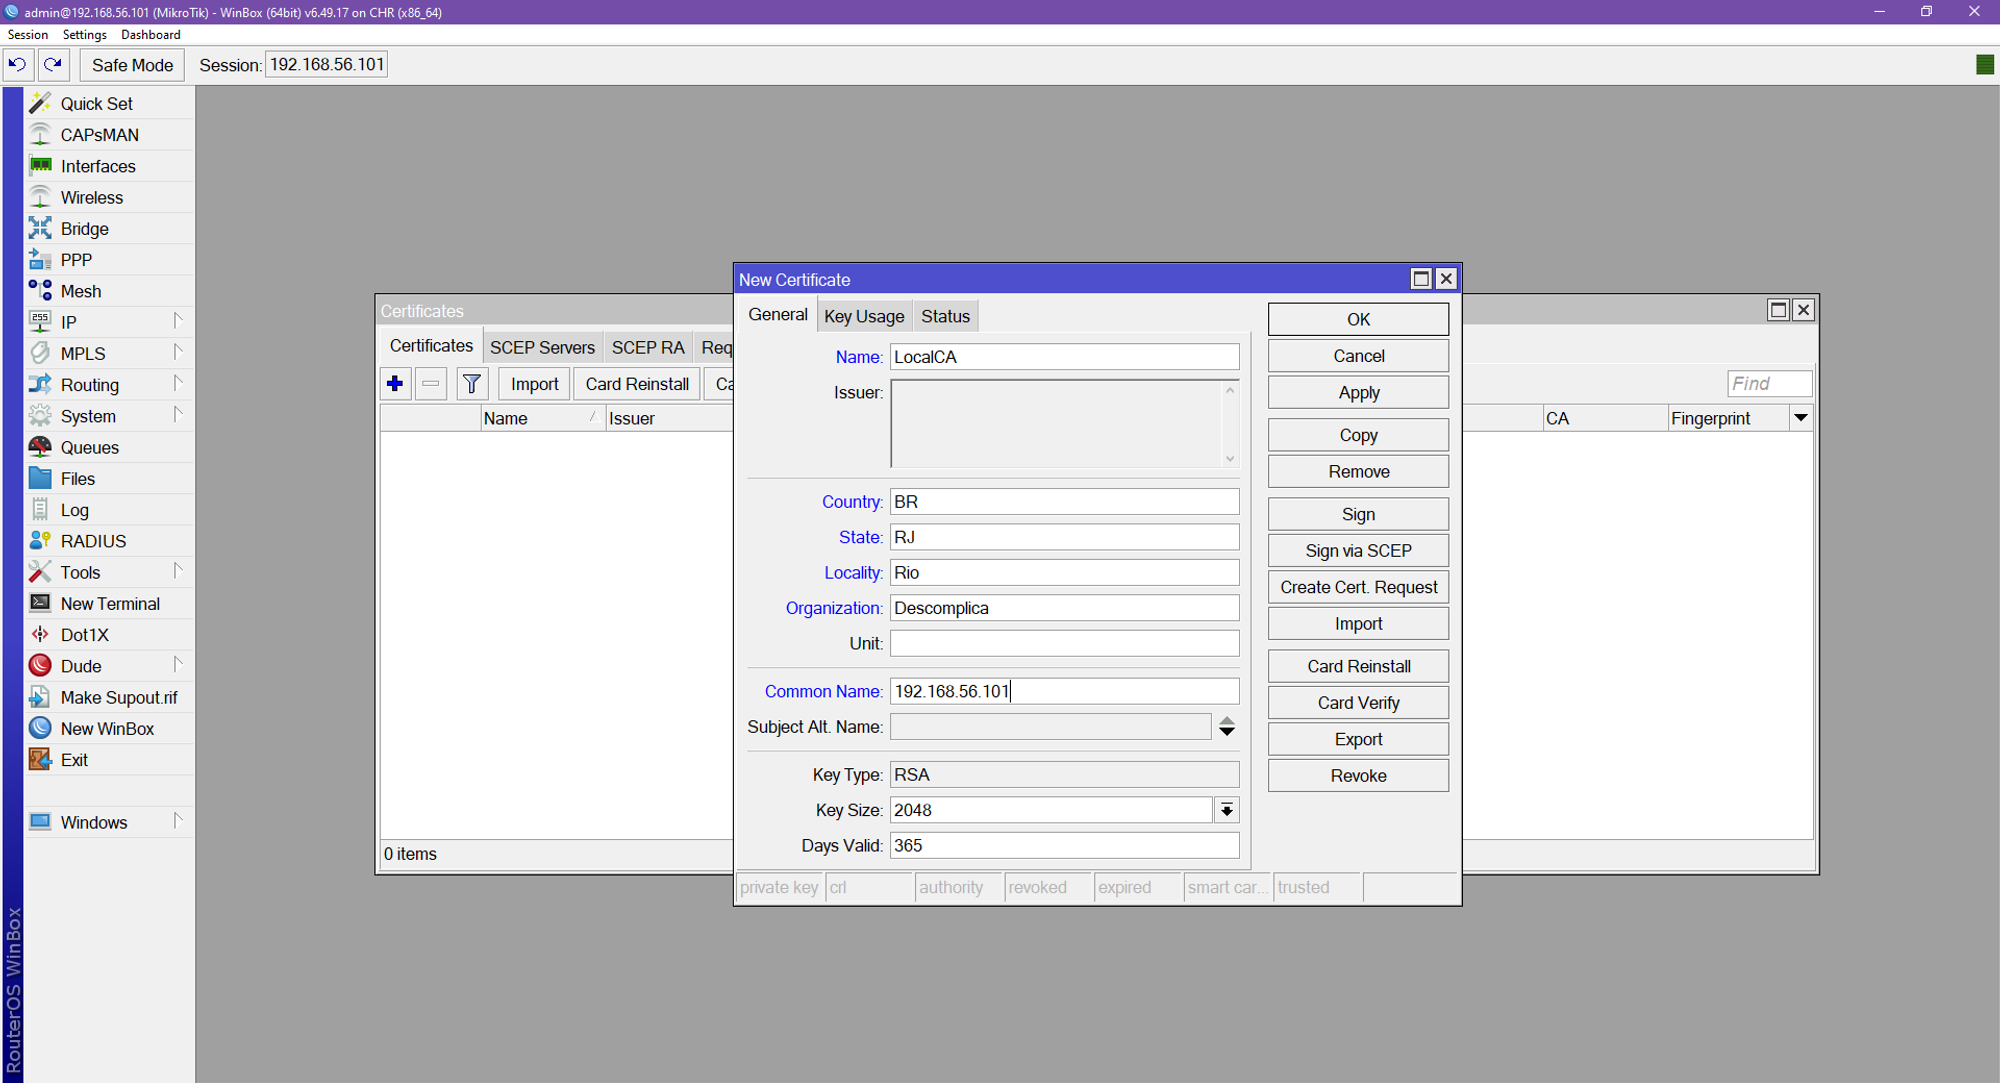 admin@192.168.56.101 (MikroTik) - WinBox (64bit) v6.49.17 on CHR (x86_64)
Session Settings Dashboard
Safe Mode Session: 192.168.56.101
Quick Set
CAPsMAN
Interfaces
Wireless
Bridge
PPP
Mesh
IP
MPLS
Routing
System
Queues
Files
Log
RADIUS
Tools
New Terminal
Dot1X
Dude
Make Supout.rif
New WinBox
Exit
Windows
RouterOS WinBox
Certificates
Certificates SCEP Servers SCEP RA Req
Import Card Reinstall Ca
Find
Name Issuer CA Fingerprint
0 items
New Certificate
General Key Usage Status
Name: LocalCA
Issuer:
Country: BR
State: RJ
Locality: Rio
Organization: Descomplica
Unit:
Common Name: 192.168.56.101
Subject Alt. Name:
Key Type: RSA
Key Size: 2048
Days Valid: 365
OK
Cancel
Apply
Copy
Remove
Sign
Sign via SCEP
Create Cert. Request
Import
Card Reinstall
Card Verify
Export
Revoke
private key crl authority revoked expired smart car... trusted